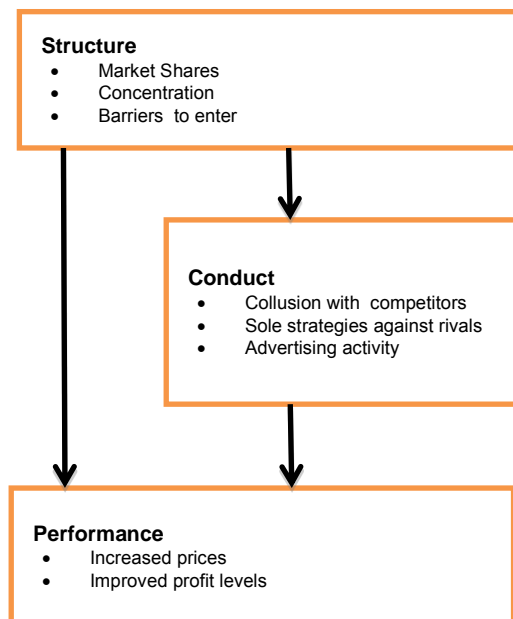 Structure
• Market Shares
• Concentration
• Barriers to enter
Conduct
• Collusion with competitors
• Sole strategies against rivals
• Advertising activity
Performance
• Increased prices
• Improved profit levels